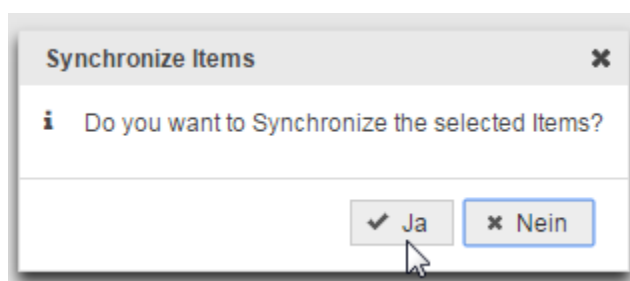 Synchronize Items
Do you want to Synchronize the selected Items?
Ja
Nein